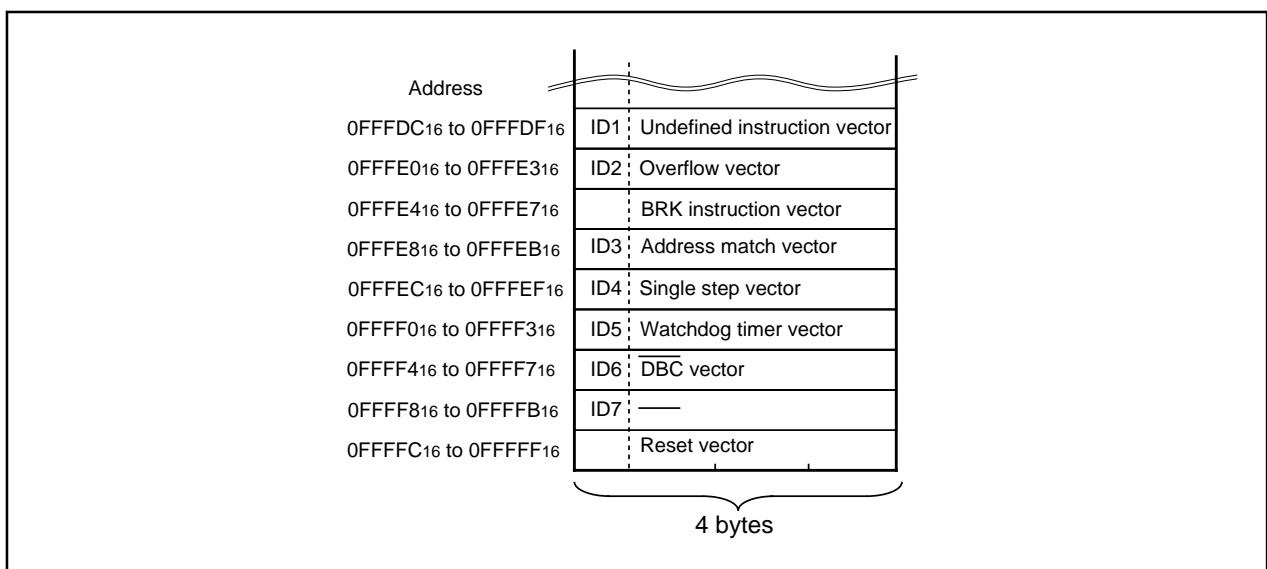 Address
0FFFDC16 to 0FFFDF16 ID1 Undefined instruction vector
0FFFE016 to 0FFFE316 ID2 Overflow vector
0FFFE416 to 0FFFE716 BRK instruction vector
0FFFE816 to 0FFFEB16 ID3 Address match vector
0FFFEC16 to 0FFFEF16 ID4 Single step vector
0FFFF016 to 0FFFF316 ID5 Watchdog timer vector
0FFFF416 to 0FFFF716 ID6 DBC vector
0FFFF816 to 0FFFFB16 ID7 —
0FFFFC16 to 0FFFFF16 Reset vector
4 bytes